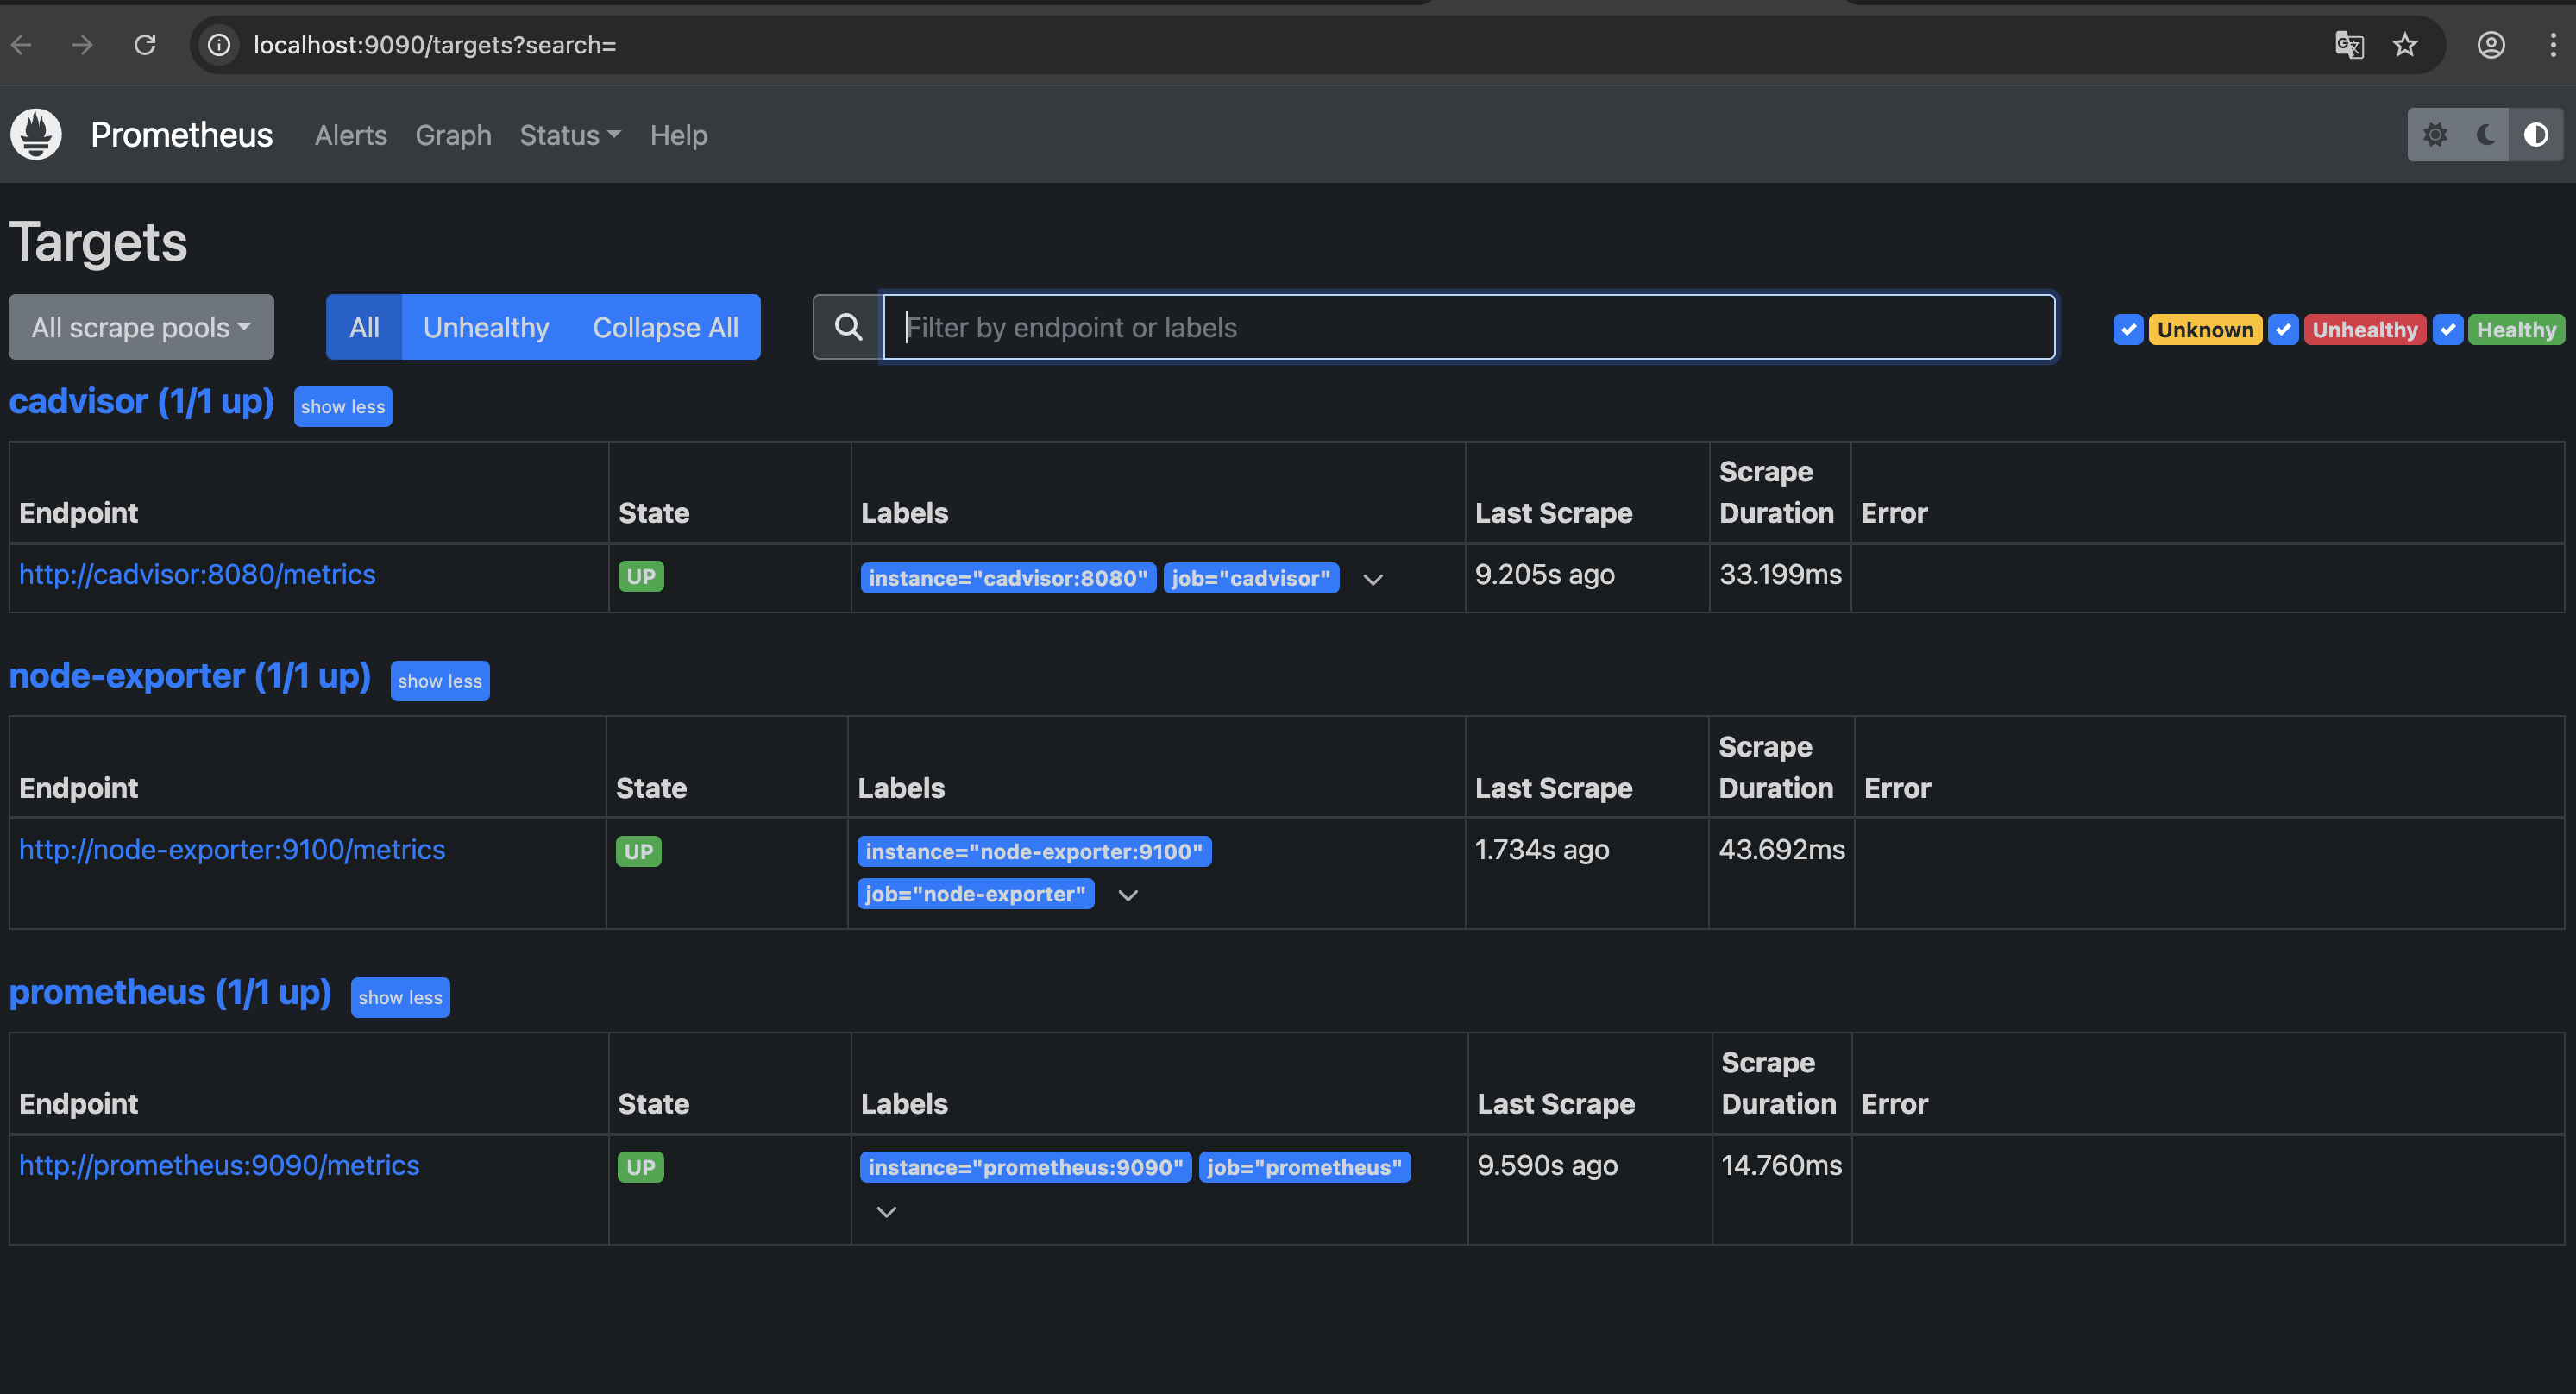 localhost:9090/targets?search=
Prometheus Alerts Graph Status Help
Targets
All scrape pools All Unhealthy Collapse All Filter by endpoint or labels Unknown Unhealthy Healthy
cadvisor (1/1 up) show less
Endpoint State Labels Last Scrape Scrape Duration Error
http://cadvisor:8080/metrics UP instance="cadvisor:8080" job="cadvisor" 9.205s ago 33.199ms
node-exporter (1/1 up) show less
Endpoint State Labels Last Scrape Scrape Duration Error
http://node-exporter:9100/metrics UP instance="node-exporter:9100" 1.734s ago 43.692ms
job="node-exporter"
prometheus (1/1 up) show less
Endpoint State Labels Last Scrape Scrape Duration Error
http://prometheus:9090/metrics UP instance="prometheus:9090" job="prometheus" 9.590s ago 14.760ms